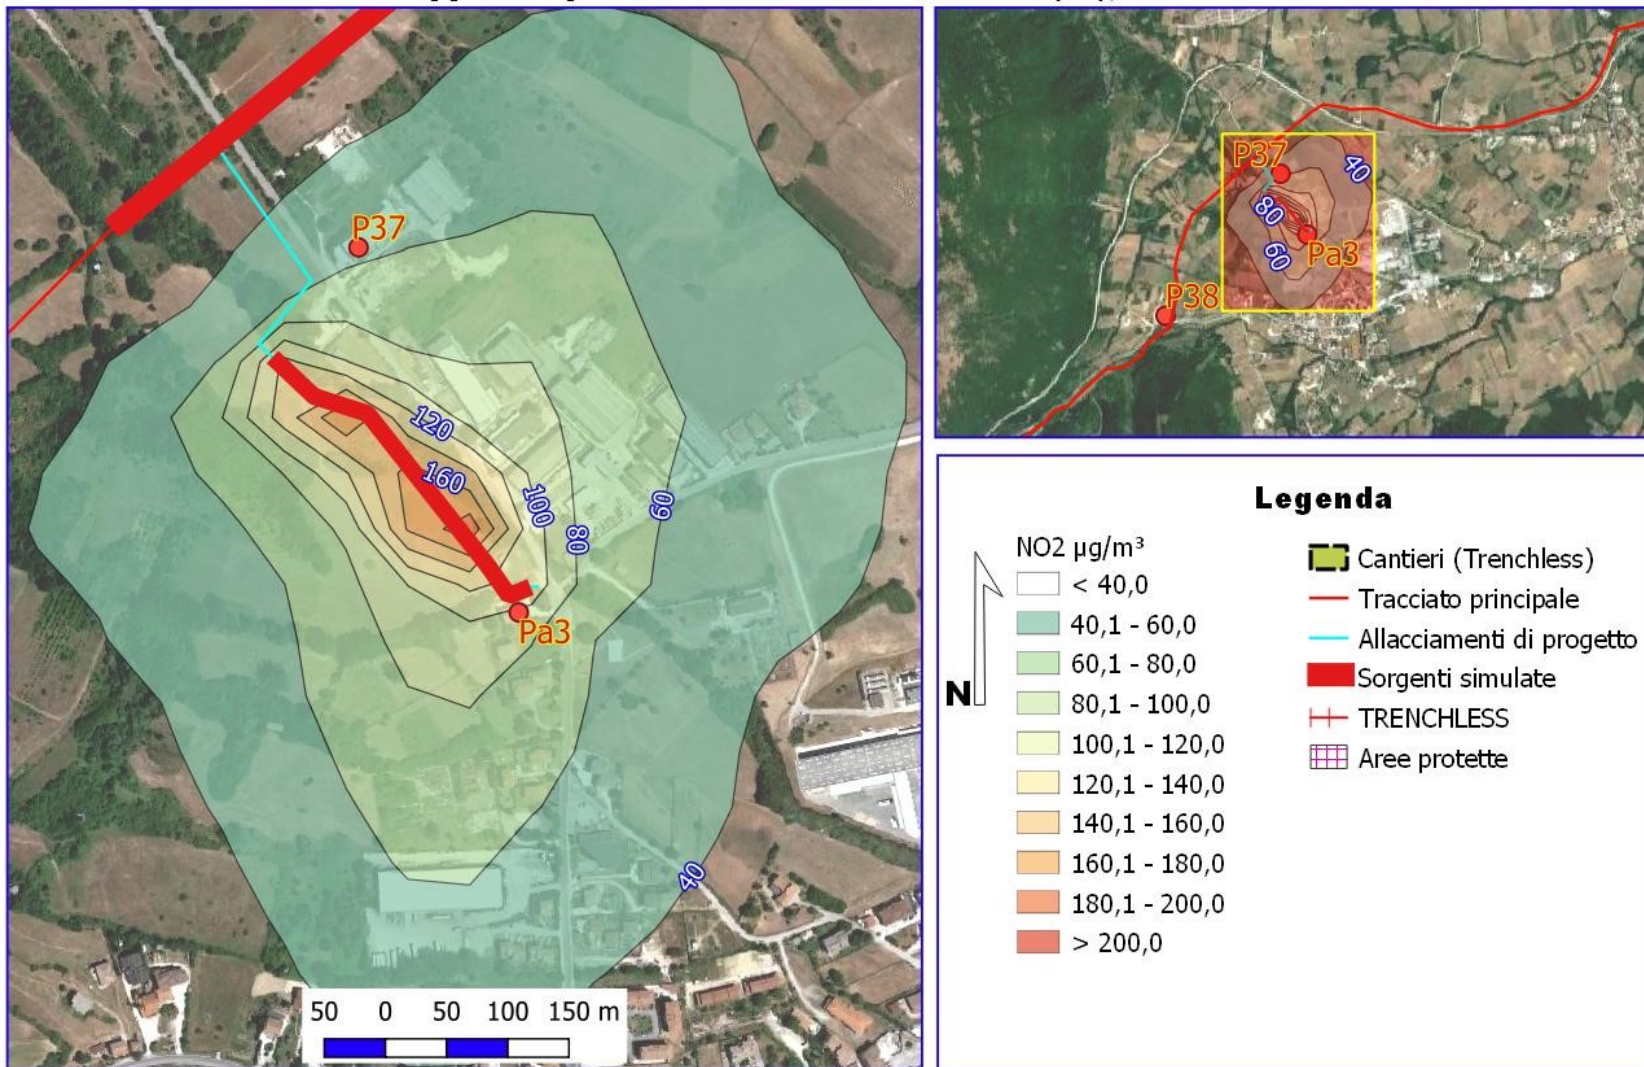 P37
120
160
100
80
60
Pa3
40
50 0 50 100 150 m
P37
40
80
60
Pa3
P38
Legenda
N
NO2 µg/m³
< 40,0
40,1 - 60,0
60,1 - 80,0
80,1 - 100,0
100,1 - 120,0
120,1 - 140,0
140,1 - 160,0
160,1 - 180,0
180,1 - 200,0
> 200,0
Cantieri (Trenchless)
Tracciato principale
Allacciamenti di progetto
Sorgenti simulate
TRENCHLESS
Aree protette